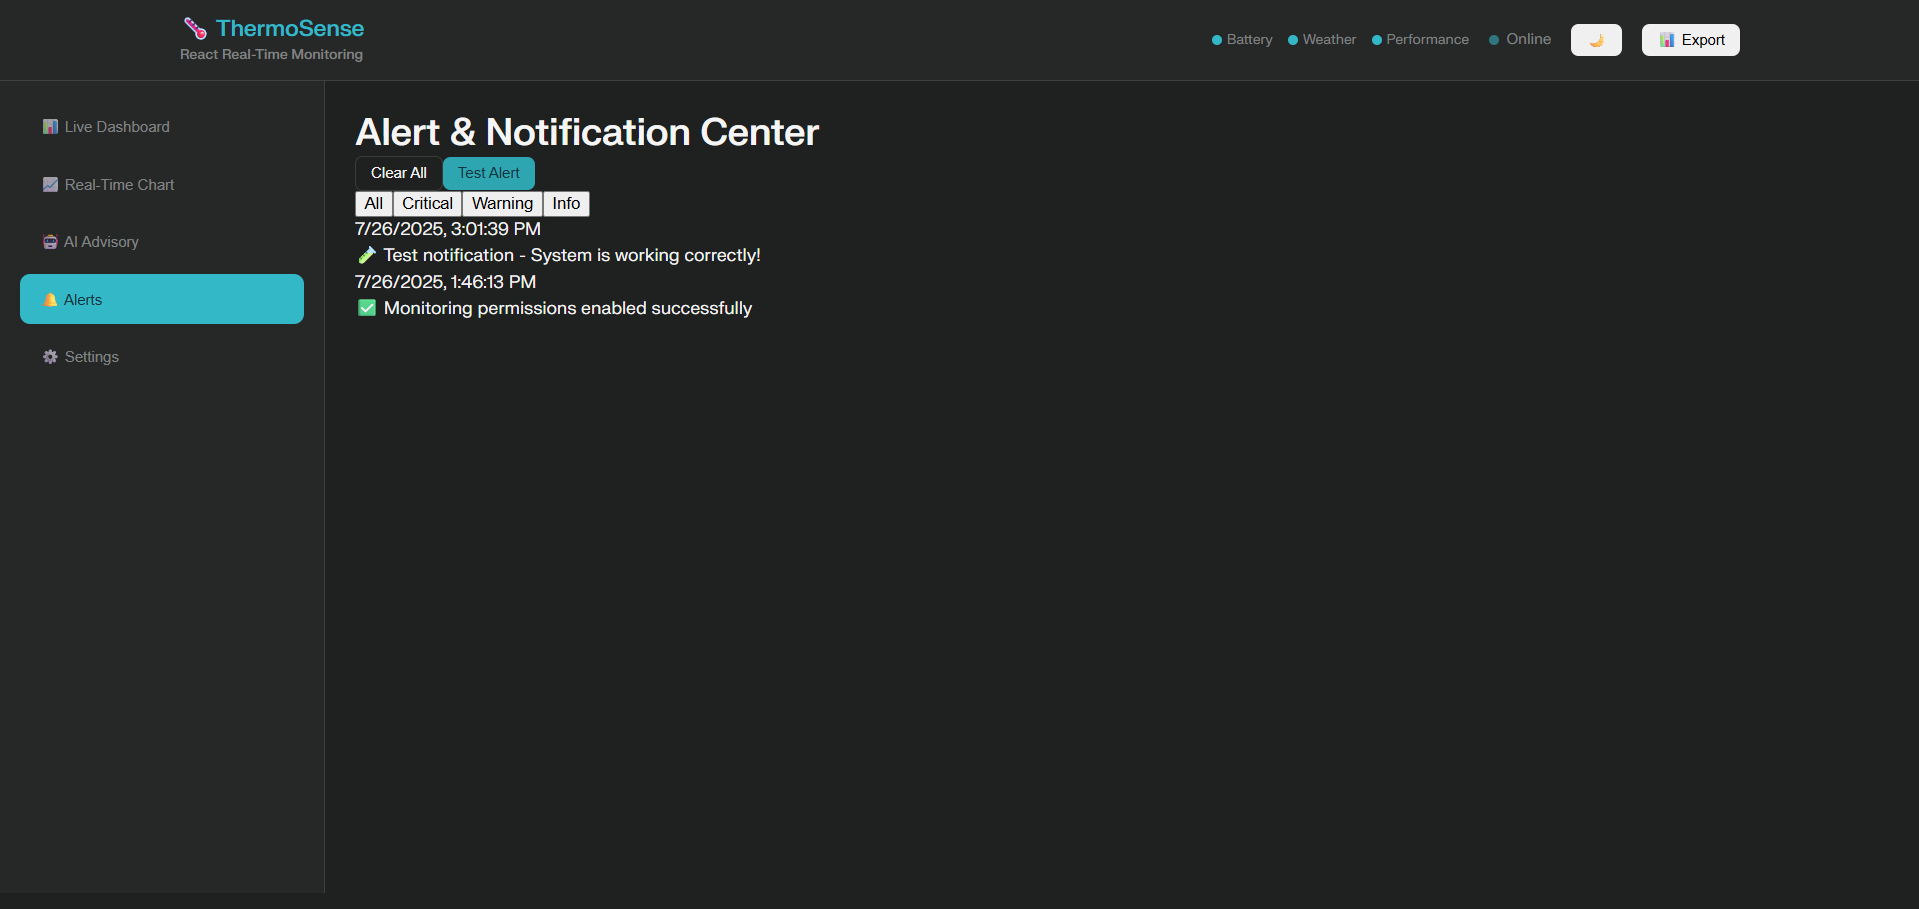 ThermoSense
React Real-Time Monitoring
Battery Weather Performance Online Export
Live Dashboard
Real-Time Chart
AI Advisory
Alerts
Settings
Alert & Notification Center
Clear All Test Alert
All Critical Warning Info
7/26/2025, 3:01:39 PM
Test notification - System is working correctly!
7/26/2025, 1:46:13 PM
Monitoring permissions enabled successfully